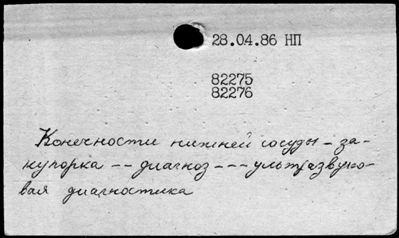 28.04.86 НП
82275
82276
Конечности нижней сосуды - за-
купорка -- диагноз --- ультразвуко-
вая диагностика